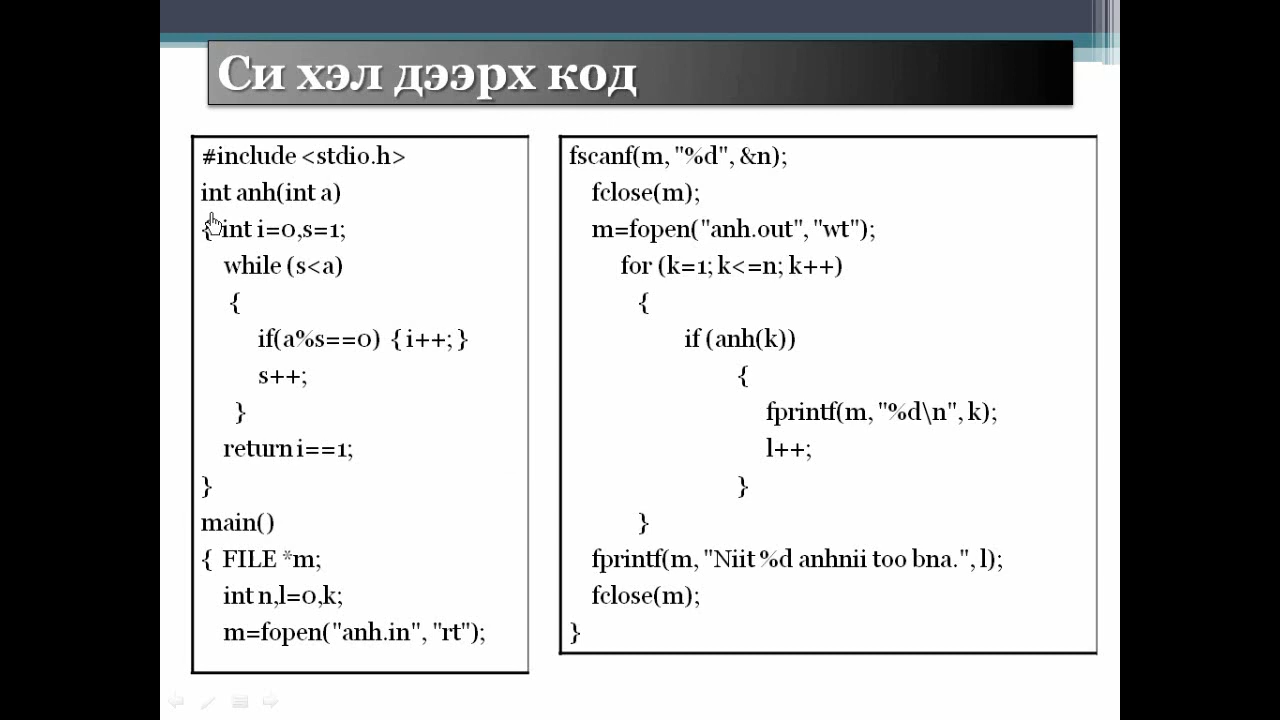 Си хэл дээрх код
#include <stdio.h>
int anh(int a)
{ int i=0,s=1;
while (s<a)
{
if(a%s==0) { i++; }
s++;
}
return i==1;
}
main()
{ FILE *m;
int n,l=0,k;
m=fopen("anh.in", "rt");
fscanf(m, "%d", &n);
fclose(m);
m=fopen("anh.out", "wt");
for (k=1; k<=n; k++)
{
if (anh(k))
{
fprintf(m, "%d\n", k);
l++;
}
}
fprintf(m, "Niit %d anhnii too bna.", l);
fclose(m);
}